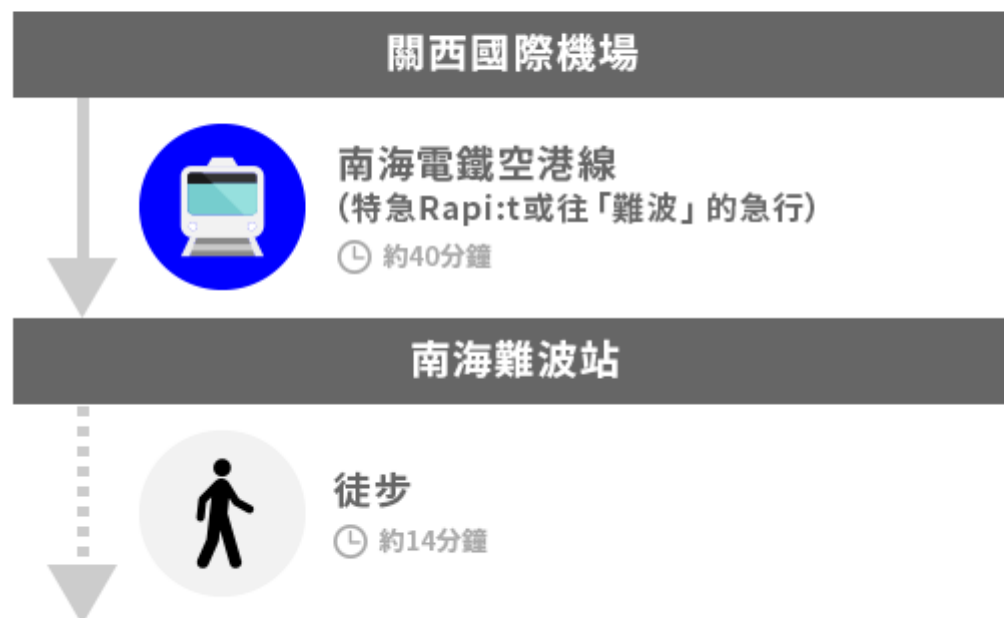 關西國際機場
南海電鐵空港線
(特急Rapi:t或往「難波」的急行)
約40分鐘
南海難波站
徒步
約14分鐘